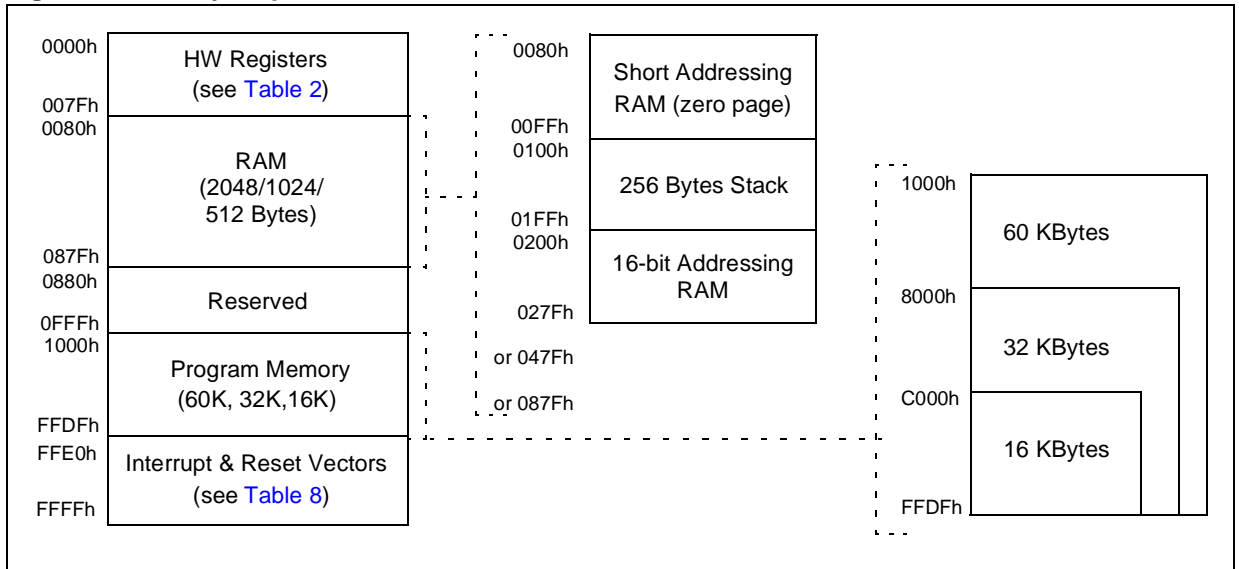 0000h
HW Registers
(see Table 2)
007Fh
0080h
RAM
(2048/1024/
512 Bytes)
087Fh
0880h
Reserved
0FFFh
1000h
Program Memory
(60K, 32K,16K)
FFDFh
FFE0h
Interrupt & Reset Vectors
(see Table 8)
FFFFh
0080h
Short Addressing
RAM (zero page)
00FFh
0100h
256 Bytes Stack
01FFh
0200h
16-bit Addressing
RAM
027Fh
or 047Fh
or 087Fh
1000h
60 KBytes
8000h
32 KBytes
C000h
16 KBytes
FFDFh